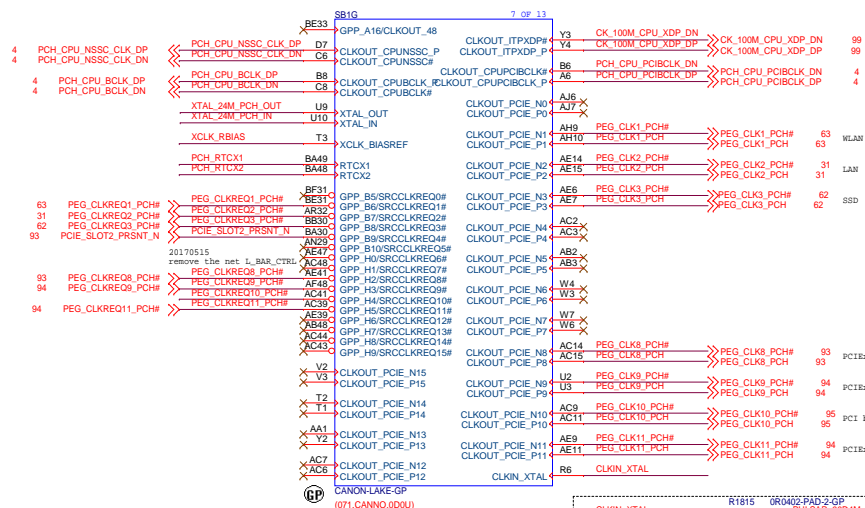 SB1G 7 OF 13
BE33 GPP_A16/CLKOUT_48
4 PCH_CPU_NSSC_CLK_DP PCH_CPU_NSSC_CLK_DP D7 CLKOUT_CPUNSSC_P
4 PCH_CPU_NSSC_CLK_DN PCH_CPU_NSSC_CLK_DN C6 CLKOUT_CPUNSSC#
4 PCH_CPU_BCLK_DP PCH_CPU_BCLK_DP B8 CLKOUT_CPUBCLK_P
4 PCH_CPU_BCLK_DN PCH_CPU_BCLK_DN C8 CLKOUT_CPUBCLK#
XTAL_24M_PCH_OUT U9 XTAL_OUT
XTAL_24M_PCH_IN U10 XTAL_IN
XCLK_RBIAS T3 XCLK_BIASREF
PCH_RTCX1 BA49 RTCX1
PCH_RTCX2 BA48 RTCX2
BF31 GPP_B5/SRCCLKREQ0#
63 PEG_CLKREQ1_PCH# PEG_CLKREQ1_PCH# BE31 GPP_B6/SRCCLKREQ1#
31 PEG_CLKREQ2_PCH# PEG_CLKREQ2_PCH# AR32 GPP_B7/SRCCLKREQ2#
62 PEG_CLKREQ3_PCH# PEG_CLKREQ3_PCH# BB30 GPP_B8/SRCCLKREQ3#
93 PCIE_SLOT2_PRSNT_N PCIE_SLOT2_PRSNT_N BA30 GPP_B9/SRCCLKREQ4#
AN29 GPP_B10/SRCCLKREQ5#
20170515
remove the net L_BAR_CTRL
AE47 GPP_H0/SRCCLKREQ6#
AC48 GPP_H1/SRCCLKREQ7#
93 PEG_CLKREQ8_PCH# PEG_CLKREQ8_PCH# AE41 GPP_H2/SRCCLKREQ8#
94 PEG_CLKREQ9_PCH# PEG_CLKREQ9_PCH# AF48 GPP_H3/SRCCLKREQ9#
PEG_CLKREQ10_PCH# AC41 GPP_H4/SRCCLKREQ10#
94 PEG_CLKREQ11_PCH# PEG_CLKREQ11_PCH# AC39 GPP_H5/SRCCLKREQ11#
AE39 GPP_H6/SRCCLKREQ12#
AB48 GPP_H7/SRCCLKREQ13#
AC44 GPP_H8/SRCCLKREQ14#
AC43 GPP_H9/SRCCLKREQ15#
V2 CLKOUT_PCIE_N15
V3 CLKOUT_PCIE_P15
T2 CLKOUT_PCIE_N14
T1 CLKOUT_PCIE_P14
AA1 CLKOUT_PCIE_N13
Y2 CLKOUT_PCIE_P13
AC7 CLKOUT_PCIE_N12
AC6 CLKOUT_PCIE_P12
CLKOUT_ITPXDP# Y3 CK_100M_CPU_XDP_DN CK_100M_CPU_XDP_DN 99
CLKOUT_ITPXDP_P Y4 CK_100M_CPU_XDP_DP CK_100M_CPU_XDP_DP 99
CLKOUT_CPUPCIBCLK# B6 PCH_CPU_PCIBCLK_DN PCH_CPU_PCIBCLK_DN 4
CLKOUT_CPUPCIBCLK_P A6 PCH_CPU_PCIBCLK_DP PCH_CPU_PCIBCLK_DP 4
CLKOUT_PCIE_N0 AJ6
CLKOUT_PCIE_P0 AJ7
CLKOUT_PCIE_N1 AH9 PEG_CLK1_PCH# PEG_CLK1_PCH# 63 WLAN
CLKOUT_PCIE_P1 AH10 PEG_CLK1_PCH PEG_CLK1_PCH 63
CLKOUT_PCIE_N2 AE14 PEG_CLK2_PCH# PEG_CLK2_PCH# 31 LAN
CLKOUT_PCIE_P2 AE15 PEG_CLK2_PCH PEG_CLK2_PCH 31
CLKOUT_PCIE_N3 AE6 PEG_CLK3_PCH# PEG_CLK3_PCH# 62 SSD
CLKOUT_PCIE_P3 AE7 PEG_CLK3_PCH PEG_CLK3_PCH 62
CLKOUT_PCIE_N4 AC2
CLKOUT_PCIE_P4 AC3
CLKOUT_PCIE_N5 AB2
CLKOUT_PCIE_P5 AB3
CLKOUT_PCIE_N6 W4
CLKOUT_PCIE_P6 W3
CLKOUT_PCIE_N7 W7
CLKOUT_PCIE_P7 W6
CLKOUT_PCIE_N8 AC14 PEG_CLK8_PCH# PEG_CLK8_PCH# 93
CLKOUT_PCIE_P8 AC15 PEG_CLK8_PCH PEG_CLK8_PCH 93
CLKOUT_PCIE_N9 U2 PEG_CLK9_PCH# PEG_CLK9_PCH# 94
CLKOUT_PCIE_P9 U3 PEG_CLK9_PCH PEG_CLK9_PCH 94
CLKOUT_PCIE_N10 AC9 PEG_CLK10_PCH# PEG_CLK10_PCH# 95 PCI
CLKOUT_PCIE_P10 AC11 PEG_CLK10_PCH PEG_CLK10_PCH 95
CLKOUT_PCIE_N11 AE9 PEG_CLK11_PCH# PEG_CLK11_PCH# 94
CLKOUT_PCIE_P11 AE11 PEG_CLK11_PCH PEG_CLK11_PCH 94
CLKIN_XTAL R6 CLKIN_XTAL
GP CANON-LAKE-GP
(071.CANNO.0D0U)
R1815 0R0402-PAD-2-GP